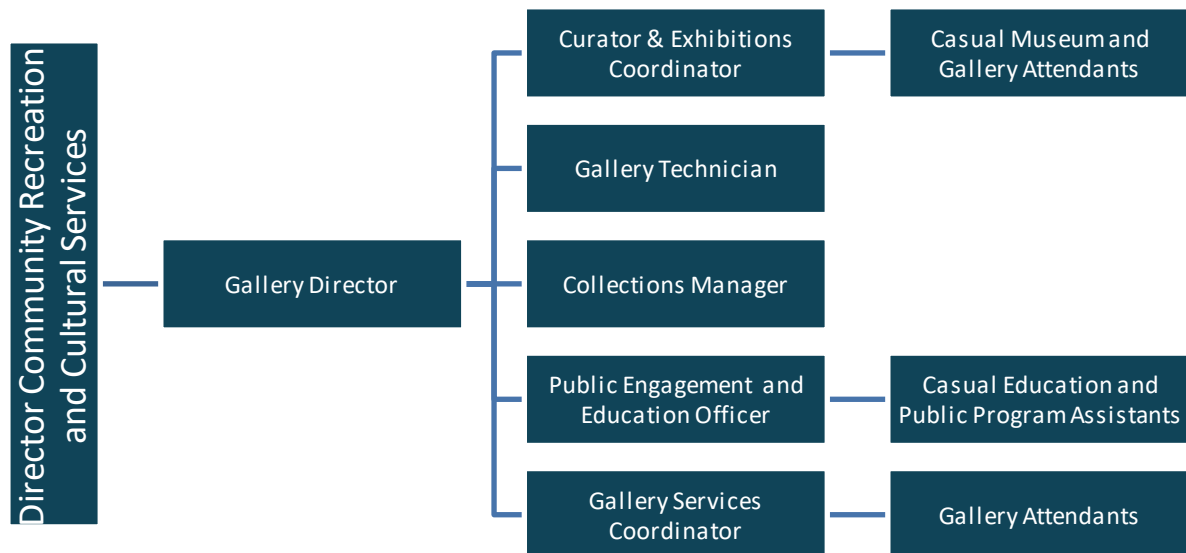 Director Community Recreation
and Cultural Services
Gallery Director
Curator & Exhibitions
Coordinator
Casual Museum and
Gallery Attendants
Gallery Technician
Collections Manager
Public Engagement and
Education Officer
Casual Education and
Public Program Assistants
Gallery Services
Coordinator
Gallery Attendants